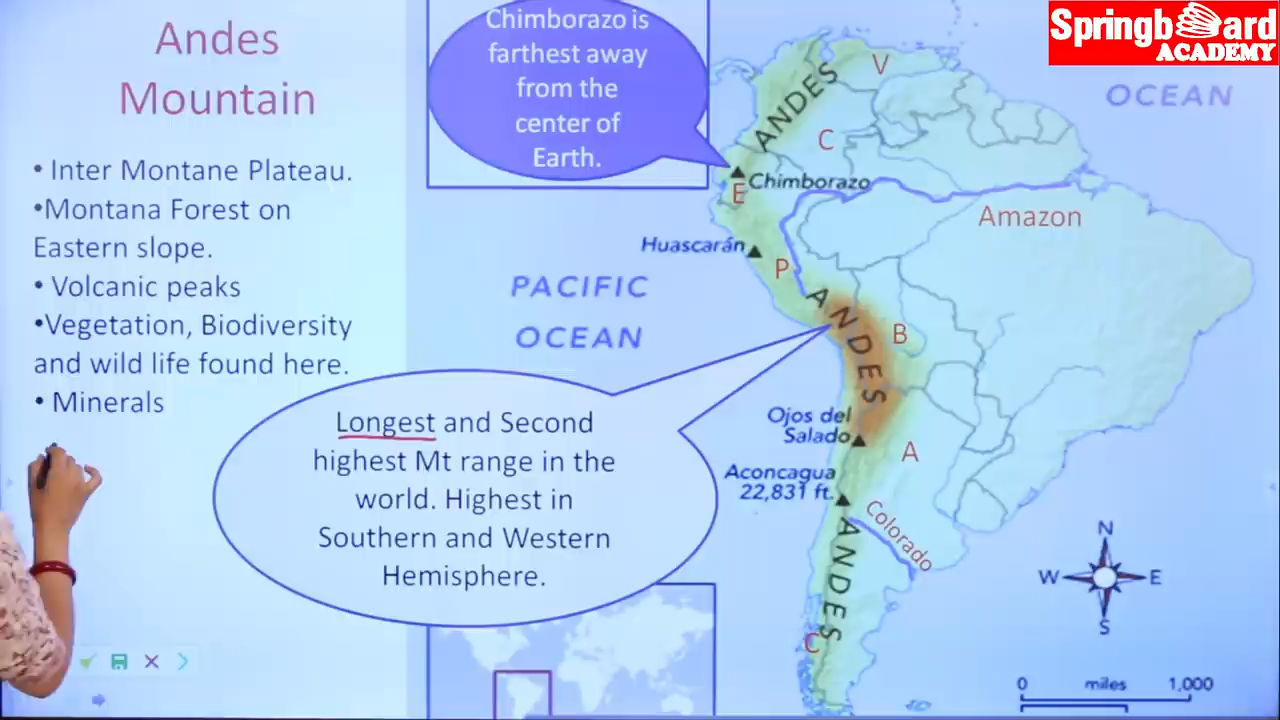 Andes
Mountain
• Inter Montane Plateau.
•Montana Forest on
Eastern slope.
• Volcanic peaks
•Vegetation, Biodiversity
and wild life found here.
• Minerals
Chimborazo is
farthest away
from the
center of
Earth.
Springboard
ACADEMY
OCEAN
ANDES
V
C
Chimborazo
E
Amazon
Huascarán
P
PACIFIC
OCEAN
ANDES
B
Longest and Second
highest Mt range in the
world. Highest in
Southern and Western
Hemisphere.
Ojos del
Salado
A
Aconcagua
22,831 ft.
Colorado
ANDES
C
N
W
E
S
0 miles 1,000